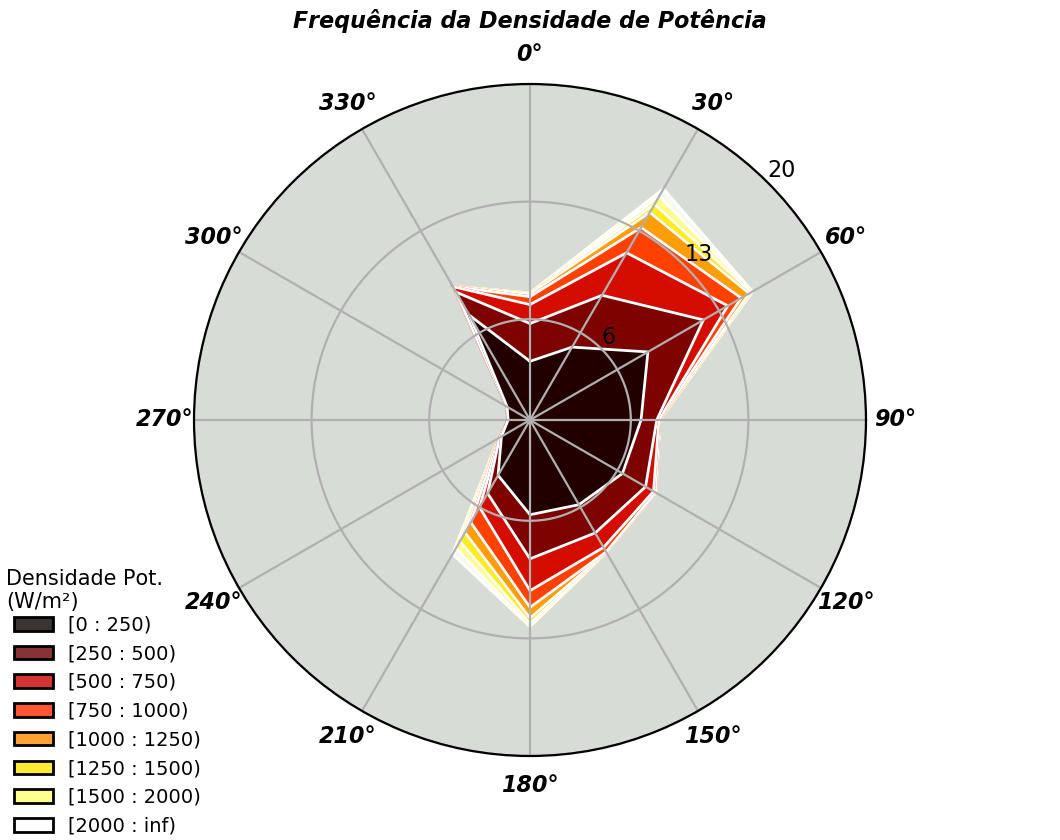 Frequência da Densidade de Potência
0°
330°
30°
20
300°
60°
13
6
270°
90°
240°
120°
210°
150°
180°
Densidade Pot.
(W/m²)
[0 : 250)
[250 : 500)
[500 : 750)
[750 : 1000)
[1000 : 1250)
[1250 : 1500)
[1500 : 2000)
[2000 : inf)